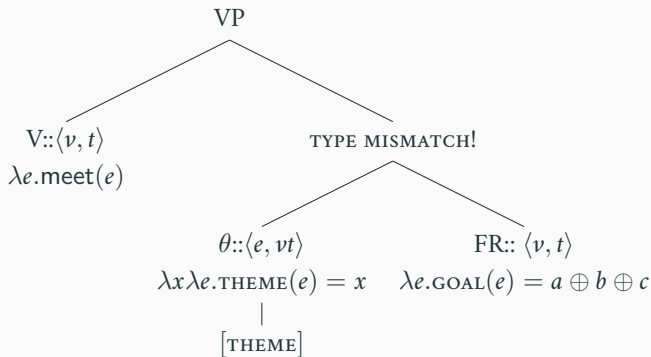 VP
V::⟨v, t⟩ TYPE MISMATCH!
λe.meet(e)
θ::⟨e, vt⟩ FR:: ⟨v, t⟩
λxλe.THEME(e) = x λe.GOAL(e) = a ⊕ b ⊕ c
[THEME]